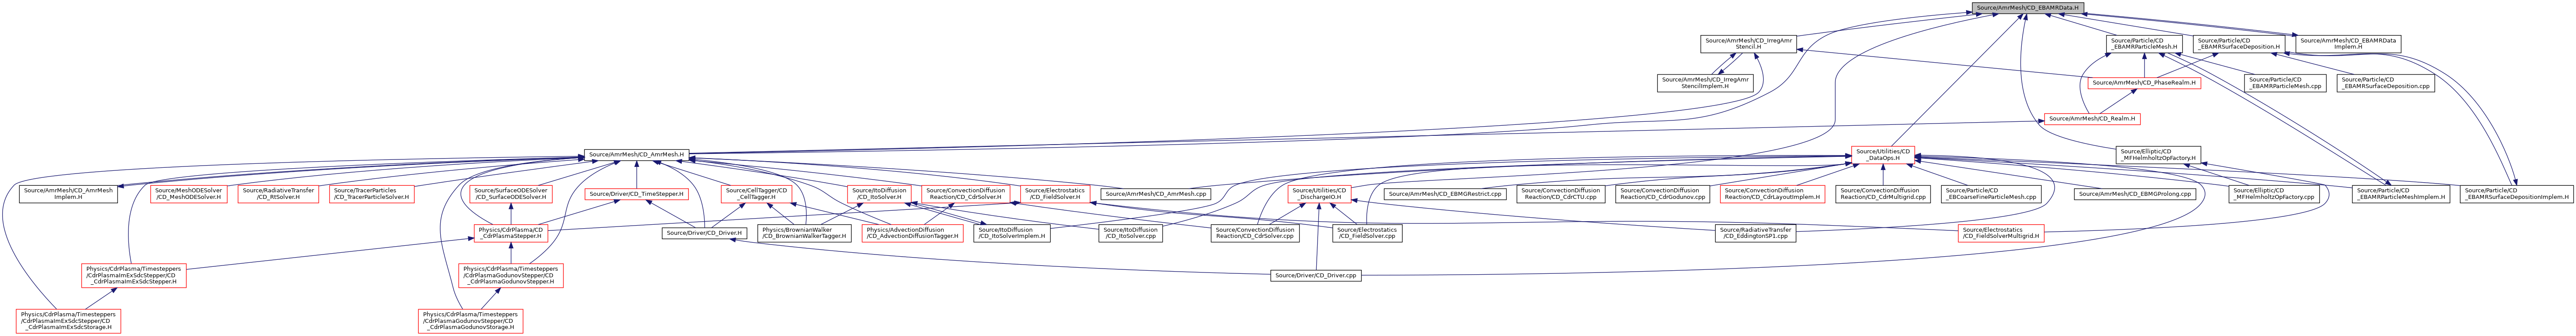 Source/AmrMesh/CD_EBAMRData.H
Source/AmrMesh/CD_IrregAmr
Stencil.H
Source/Particle/CD
_EBAMRParticleMesh.H
Source/Particle/CD
_EBAMRSurfaceDeposition.H
Source/AmrMesh/CD_EBAMRData
Implem.H
Source/AmrMesh/CD_IrregAmr
StencilImplem.H
Source/AmrMesh/CD_PhaseRealm.H
Source/Particle/CD
_EBAMRParticleMesh.cpp
Source/Particle/CD
_EBAMRSurfaceDeposition.cpp
Source/AmrMesh/CD_Realm.H
Source/AmrMesh/CD_AmrMesh.H
Source/Utilities/CD
_DataOps.H
Source/Elliptic/CD
_MFHelmholtzOpFactory.H
Source/AmrMesh/CD_AmrMesh
Implem.H
Source/MeshODESolver
/CD_MeshODESolver.H
Source/RadiativeTransfer
/CD_RtSolver.H
Source/TracerParticles
/CD_TracerParticleSolver.H
Source/SurfaceODESolver
/CD_SurfaceODESolver.H
Source/Driver/CD_TimeStepper.H
Source/CellTagger/CD
_CellTagger.H
Source/ItoDiffusion
/CD_ItoSolver.H
Source/ConvectionDiffusion
Reaction/CD_CdrSolver.H
Source/Electrostatics
/CD_FieldSolver.H
Source/AmrMesh/CD_AmrMesh.cpp
Source/Utilities/CD
_DischargeIO.H
Source/AmrMesh/CD_EBMGRestrict.cpp
Source/ConvectionDiffusion
Reaction/CD_CdrCTU.cpp
Source/ConvectionDiffusion
Reaction/CD_CdrGodunov.cpp
Source/ConvectionDiffusion
Reaction/CD_CdrLayoutImplem.H
Source/ConvectionDiffusion
Reaction/CD_CdrMultigrid.cpp
Source/Particle/CD
_EBCoarseFineParticleMesh.cpp
Source/AmrMesh/CD_EBMGProlong.cpp
Source/Elliptic/CD
_MFHelmholtzOpFactory.cpp
Source/Particle/CD
_EBAMRParticleMeshImplem.H
Source/Particle/CD
_EBAMRSurfaceDepositionImplem.H
Physics/CdrPlasma/CD
_CdrPlasmaStepper.H
Source/Driver/CD_Driver.H
Physics/BrownianWalker
/CD_BrownianWalkerTagger.H
Physics/AdvectionDiffusion
/CD_AdvectionDiffusionTagger.H
Source/ItoDiffusion
/CD_ItoSolverImplem.H
Source/ItoDiffusion
/CD_ItoSolver.cpp
Source/ConvectionDiffusion
Reaction/CD_CdrSolver.cpp
Source/Electrostatics
/CD_FieldSolver.cpp
Source/RadiativeTransfer
/CD_EddingtonSP1.cpp
Source/Electrostatics
/CD_FieldSolverMultigrid.H
Physics/CdrPlasma/Timesteppers
/CdrPlasmaImExSdcStepper/CD
_CdrPlasmaImExSdcStepper.H
Physics/CdrPlasma/Timesteppers
/CdrPlasmaGodunovStepper/CD
_CdrPlasmaGodunovStepper.H
Source/Driver/CD_Driver.cpp
Physics/CdrPlasma/Timesteppers
/CdrPlasmaImExSdcStepper/CD
_CdrPlasmaImExSdcStorage.H
Physics/CdrPlasma/Timesteppers
/CdrPlasmaGodunovStepper/CD
_CdrPlasmaGodunovStorage.H